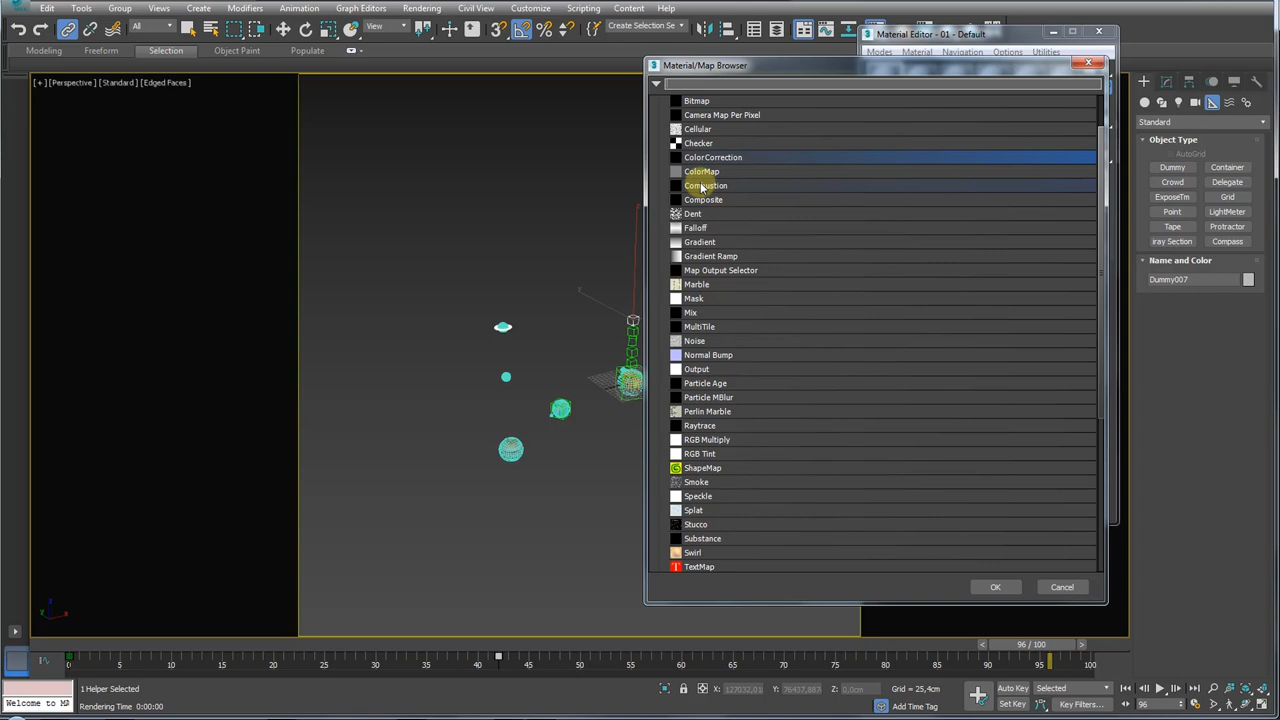 Edit Tools Group Views Create Modifiers Animation Graph Editors Rendering Civil View Customize Scripting Content Help
All View Create Selection Se
Modeling Freeform Selection Object Paint Populate
Material Editor - 01 - Default
Modes Material Navigation Options Utilities
[+] [Perspective] [Standard] [Edged Faces]
Material/Map Browser
Bitmap
Camera Map Per Pixel
Cellular
Checker
Color Correction
ColorMap
Combustion
Composite
Dent
Falloff
Gradient
Gradient Ramp
Map Output Selector
Marble
Mask
Mix
MultiTile
Noise
Normal Bump
Output
Particle Age
Particle MBlur
Perlin Marble
Raytrace
RGB Multiply
RGB Tint
ShapeMap
Smoke
Speckle
Splat
Stucco
Substance
Swirl
TextMap
OK Cancel
Standard
Object Type
AutoGrid
Dummy Container
Crowd Delegate
ExposeTm Grid
Point LightMeter
Tape Protractor
iray Section Compass
Name and Color
Dummy007
96 / 100
0 5 10 15 20 25 30 35 40 45 50 55 60 65 70 75 80 85 90 95 100
1 Helper Selected
X: 127032,01 Y: 76437,88 Z: 0,0cm Grid = 25,4cm
Auto Key Selected
Welcome to M
Rendering Time 0:00:00
Add Time Tag
Set Key Key Filters...
96